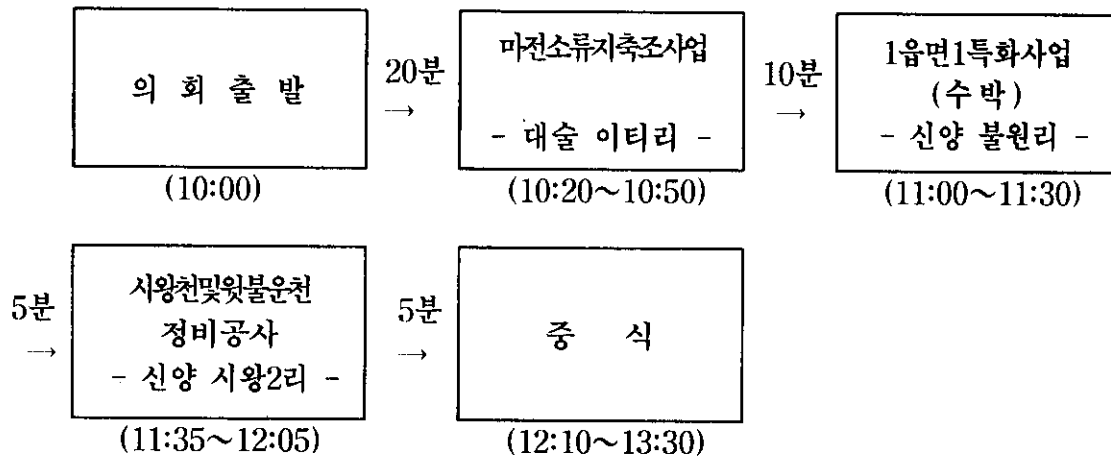 의 회 출 발
(10:00)
20분
→
마전소류지축조사업
- 대술 이티리 -
(10:20～10:50)
10분
→
1읍면1특화사업
(수박)
- 신양 불원리 -
(11:00～11:30)
5분
→
시왕천및윗불운천
정비공사
- 신양 시왕2리 -
(11:35～12:05)
5분
→
중 식
(12:10～13:30)